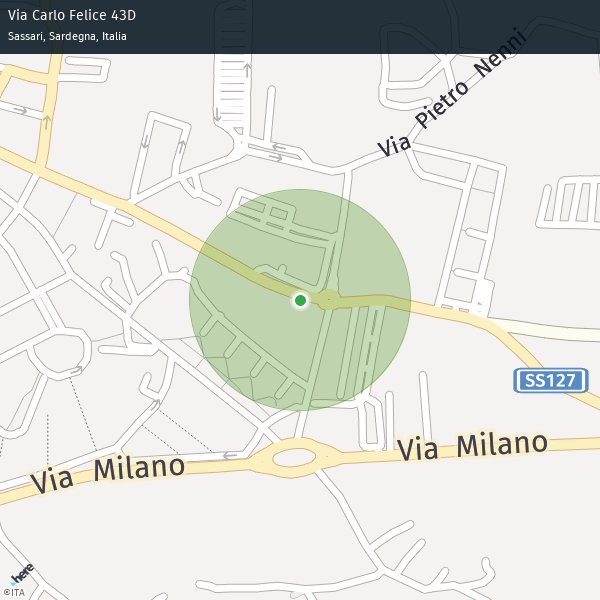 Via Carlo Felice 43D
Sassari, Sardegna, Italia
Via Pietro Nenni
SS127
Via Milano
Via Milano
here
©ITA